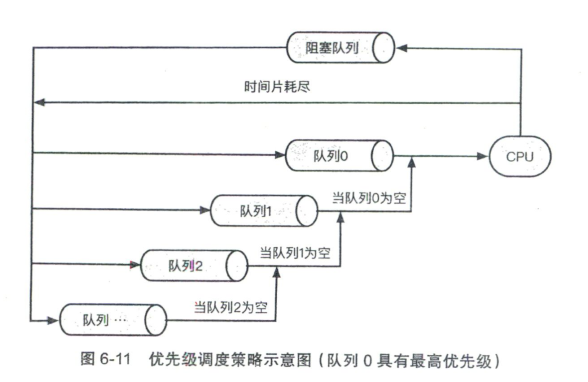 阻塞队列
时间片耗尽
队列0
CPU
当队列0为空
队列1
当队列1为空
队列2
当队列2为空
队列 …
图 6-11 优先级调度策略示意图（队列 0 具有最高优先级）